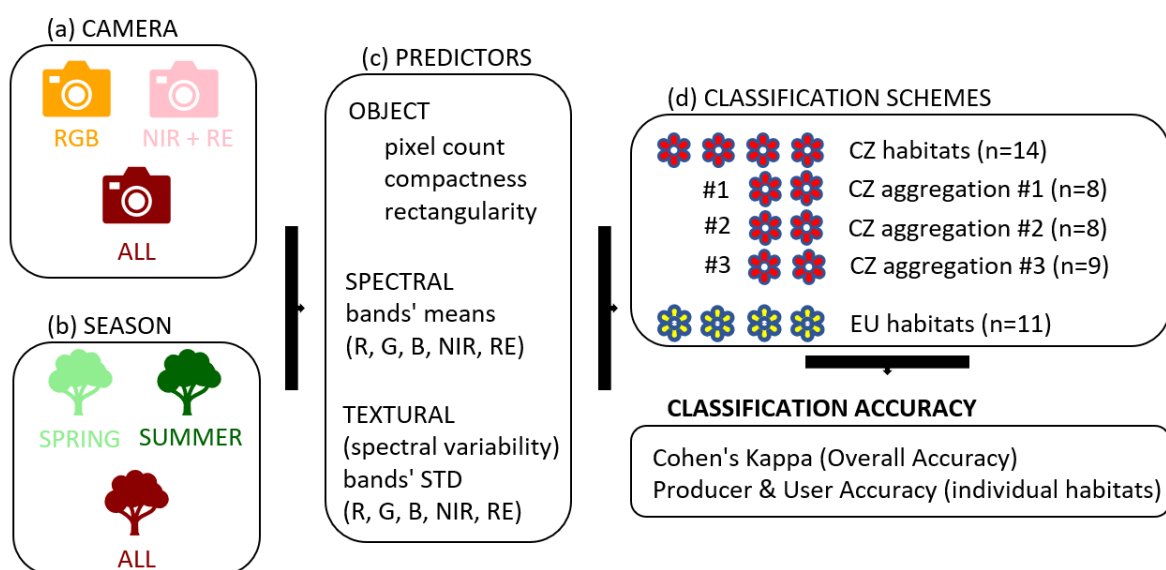 (a) CAMERA
RGB
NIR + RE
ALL
(b) SEASON
SPRING
SUMMER
ALL
(c) PREDICTORS
OBJECT
pixel count
compactness
rectangularity
SPECTRAL
bands' means
(R, G, B, NIR, RE)
TEXTURAL
(spectral variability)
bands' STD
(R, G, B, NIR, RE)
(d) CLASSIFICATION SCHEMES
CZ habitats (n=14)
#1 CZ aggregation #1 (n=8)
#2 CZ aggregation #2 (n=8)
#3 CZ aggregation #3 (n=9)
EU habitats (n=11)
CLASSIFICATION ACCURACY
Cohen's Kappa (Overall Accuracy)
Producer & User Accuracy (individual habitats)